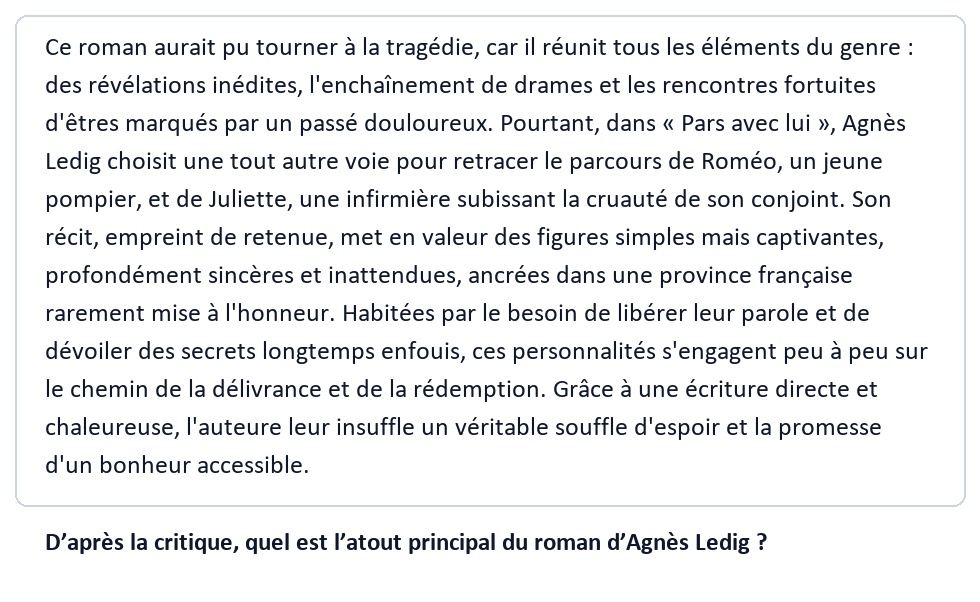 Ce roman aurait pu tourner à la tragédie, car il réunit tous les éléments du genre :
des révélations inédites, l'enchaînement de drames et les rencontres fortuites
d'êtres marqués par un passé douloureux. Pourtant, dans « Pars avec lui », Agnès
Ledig choisit une tout autre voie pour retracer le parcours de Roméo, un jeune
pompier, et de Juliette, une infirmière subissant la cruauté de son conjoint. Son
récit, empreint de retenue, met en valeur des figures simples mais captivantes,
profondément sincères et inattendues, ancrées dans une province française
rarement mise à l'honneur. Habitées par le besoin de libérer leur parole et de
dévoiler des secrets longtemps enfouis, ces personnalités s'engagent peu à peu sur
le chemin de la délivrance et de la rédemption. Grâce à une écriture directe et
chaleureuse, l'auteure leur insuffle un véritable souffle d'espoir et la promesse
d'un bonheur accessible.
D’après la critique, quel est l’atout principal du roman d’Agnès Ledig ?